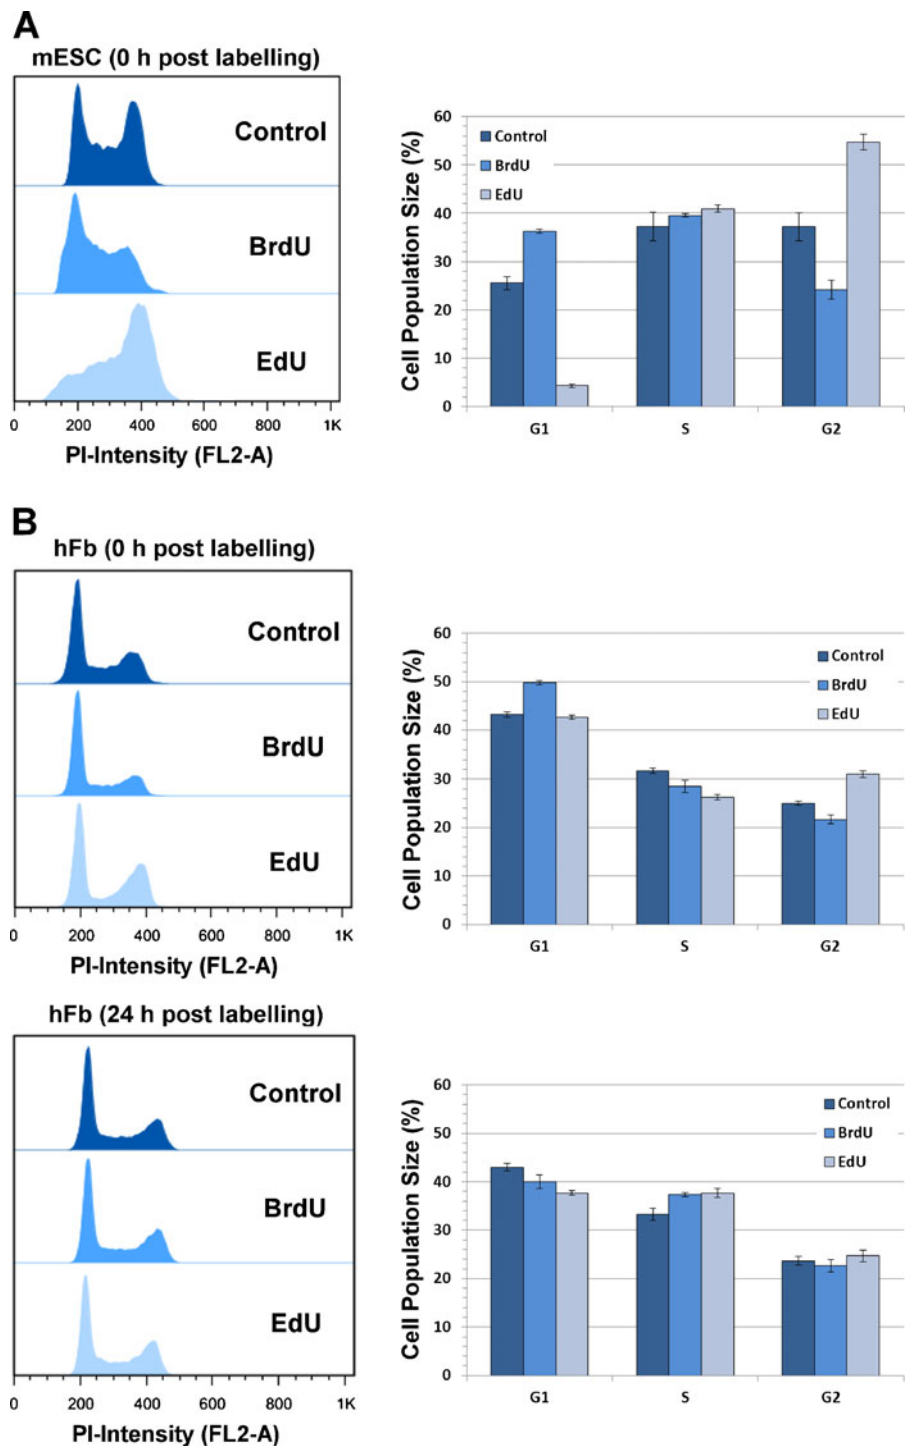 A
mESC (0 h post labelling)
Control
BrdU
EdU
0 200 400 600 800 1K
PI-Intensity (FL2-A)
Cell Population Size (%)
60
50
40
30
20
10
0
Control
BrdU
EdU
G1 S G2
B
hFb (0 h post labelling)
Control
BrdU
EdU
0 200 400 600 800 1K
PI-Intensity (FL2-A)
Cell Population Size (%)
60
50
40
30
20
10
0
Control
BrdU
EdU
G1 S G2
hFb (24 h post labelling)
Control
BrdU
EdU
0 200 400 600 800 1K
PI-Intensity (FL2-A)
Cell Population Size (%)
60
50
40
30
20
10
0
Control
BrdU
EdU
G1 S G2